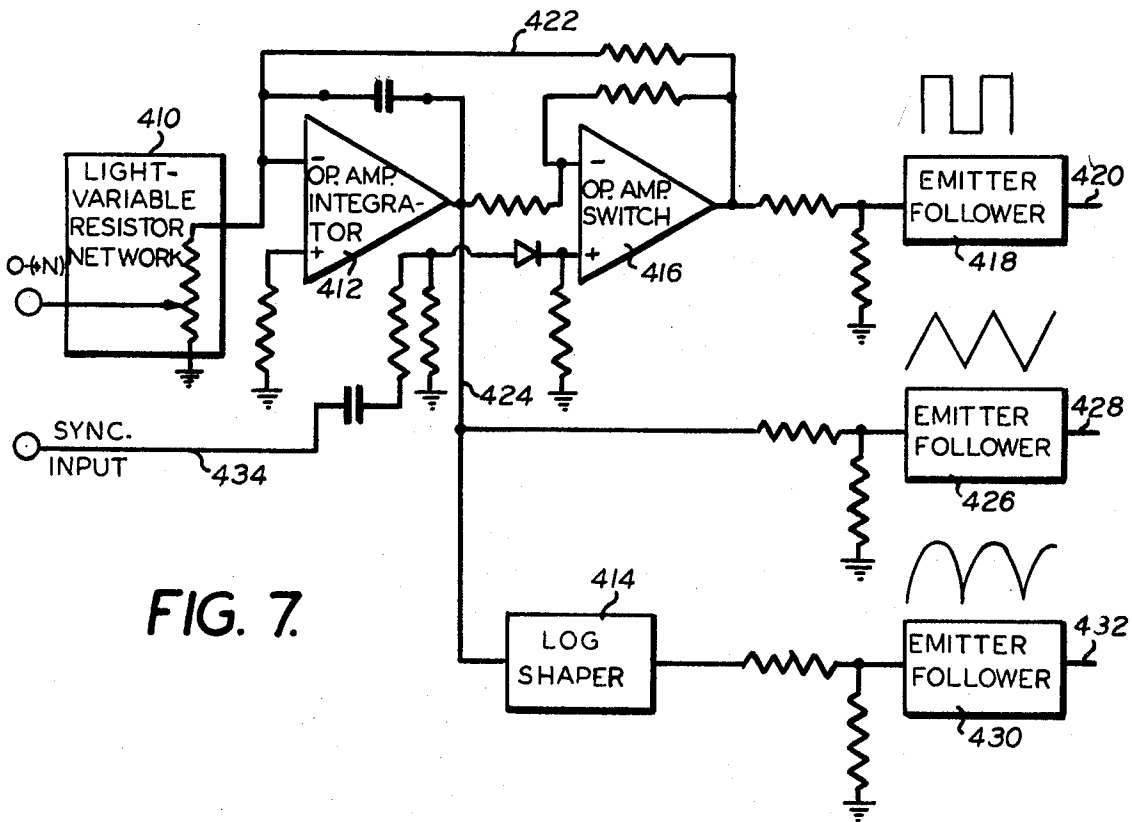 422
410
LIGHT-
VARIABLE
RESISTOR
NETWORK
O-(+N)
-
OP. AMP.
INTEGRA-
TOR
+
412
-
OP. AMP.
SWITCH
+
416
EMITTER
FOLLOWER
418
420
424
SYNC.
INPUT
434
EMITTER
FOLLOWER
426
428
FIG. 7.
414
LOG
SHAPER
EMITTER
FOLLOWER
430
432